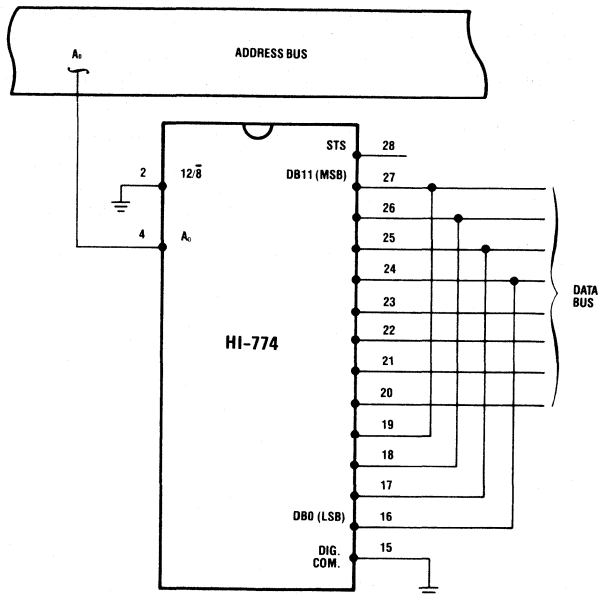 A₀
ADDRESS BUS
STS
28
2
12/8̅
DB11 (MSB)
27
26
4
A₀
25
24
DATA
BUS
23
HI-774
22
21
20
19
18
17
DB0 (LSB)
16
DIG.
COM.
15